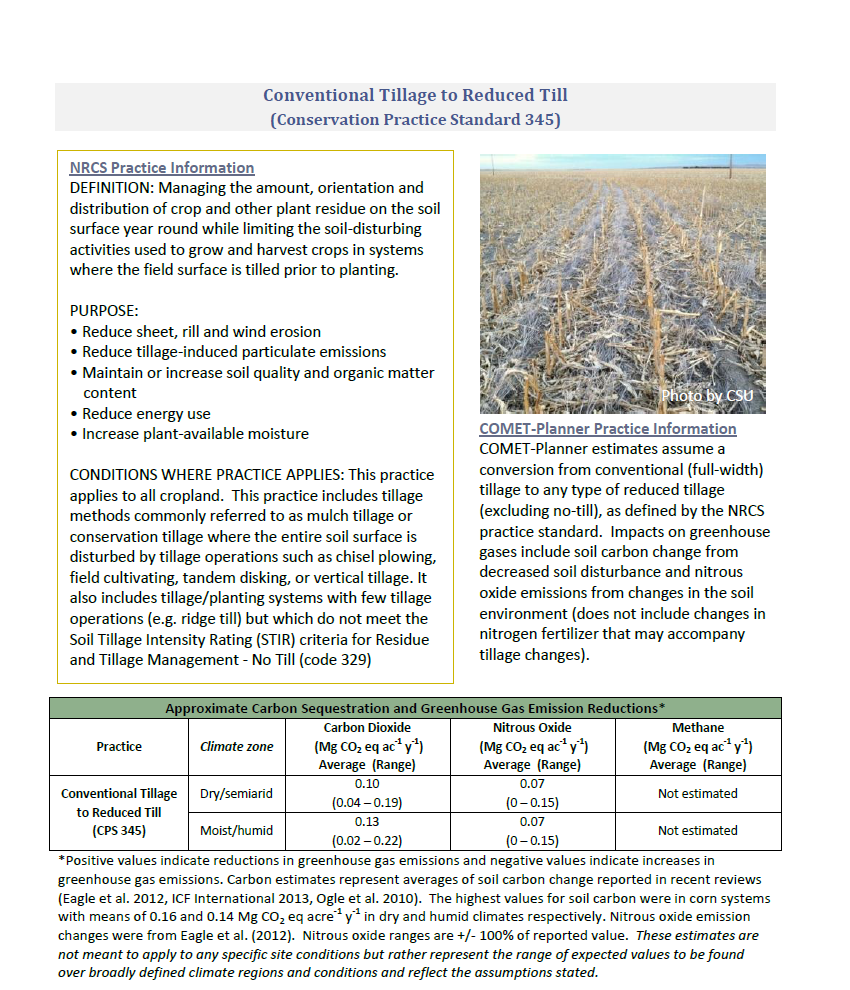 Conventional Tillage to Reduced Till
(Conservation Practice Standard 345)
NRCS Practice Information
DEFINITION: Managing the amount, orientation and
distribution of crop and other plant residue on the soil
surface year round while limiting the soil-disturbing
activities used to grow and harvest crops in systems
where the field surface is tilled prior to planting.
PURPOSE:
• Reduce sheet, rill and wind erosion
• Reduce tillage-induced particulate emissions
• Maintain or increase soil quality and organic matter
content
• Reduce energy use
• Increase plant-available moisture
CONDITIONS WHERE PRACTICE APPLIES: This practice
applies to all cropland.  This practice includes tillage
methods commonly referred to as mulch tillage or
conservation tillage where the entire soil surface is
disturbed by tillage operations such as chisel plowing,
field cultivating, tandem disking, or vertical tillage. It
also includes tillage/planting systems with few tillage
operations (e.g. ridge till) but which do not meet the
Soil Tillage Intensity Rating (STIR) criteria for Residue
and Tillage Management - No Till (code 329)
Photo by CSU
COMET-Planner Practice Information
COMET-Planner estimates assume a
conversion from conventional (full-width)
tillage to any type of reduced tillage
(excluding no-till), as defined by the NRCS
practice standard.  Impacts on greenhouse
gases include soil carbon change from
decreased soil disturbance and nitrous
oxide emissions from changes in the soil
environment (does not include changes in
nitrogen fertilizer that may accompany
tillage changes).
Approximate Carbon Sequestration and Greenhouse Gas Emission Reductions*
Practice
Climate zone
Carbon Dioxide
(Mg CO₂ eq ac⁻¹ y⁻¹)
Average (Range)
Nitrous Oxide
(Mg CO₂ eq ac⁻¹ y⁻¹)
Average (Range)
Methane
(Mg CO₂ eq ac⁻¹ y⁻¹)
Average (Range)
Conventional Tillage
to Reduced Till
(CPS 345)
Dry/semiarid
0.10
(0.04 – 0.19)
0.07
(0 – 0.15)
Not estimated
Moist/humid
0.13
(0.02 – 0.22)
0.07
(0 – 0.15)
Not estimated
*Positive values indicate reductions in greenhouse gas emissions and negative values indicate increases in
greenhouse gas emissions. Carbon estimates represent averages of soil carbon change reported in recent reviews
(Eagle et al. 2012, ICF International 2013, Ogle et al. 2010).  The highest values for soil carbon were in corn systems
with means of 0.16 and 0.14 Mg CO₂ eq acre⁻¹ y⁻¹ in dry and humid climates respectively. Nitrous oxide emission
changes were from Eagle et al. (2012).  Nitrous oxide ranges are +/- 100% of reported value.  These estimates are
not meant to apply to any specific site conditions but rather represent the range of expected values to be found
over broadly defined climate regions and conditions and reflect the assumptions stated.